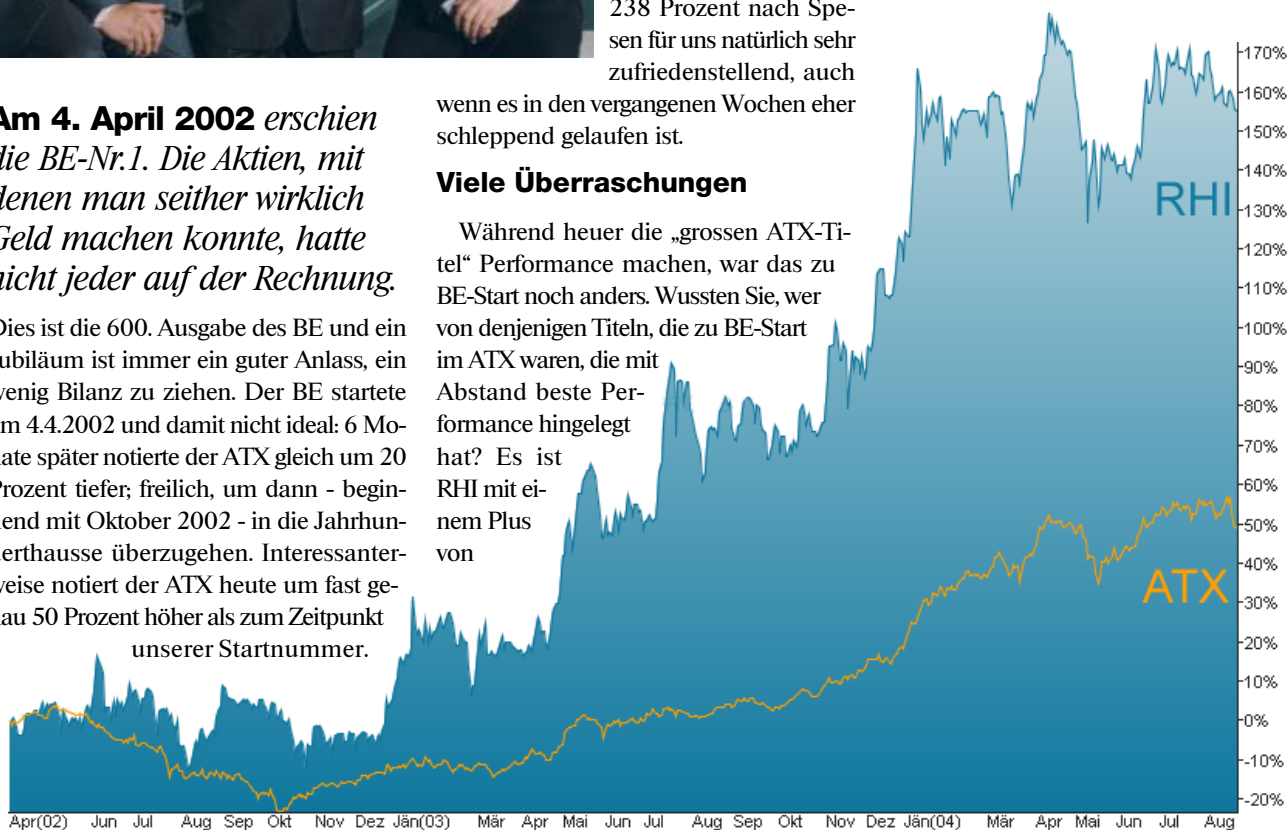 Am 4. April 2002 erschien
die BE-Nr.1. Die Aktien, mit
denen man seither wirklich
Geld machen konnte, hatte
nicht jeder auf der Rechnung.
Dies ist die 600. Ausgabe des BE und ein
Jubiläum ist immer ein guter Anlass, ein
wenig Bilanz zu ziehen. Der BE startete
am 4.4.2002 und damit nicht ideal: 6 Mo-
nate später notierte der ATX gleich um 20
Prozent tiefer; freilich, um dann - begin-
nend mit Oktober 2002 - in die Jahrhun-
derthausse überzugehen. Interessanter-
weise notiert der ATX heute um fast ge-
nau 50 Prozent höher als zum Zeitpunkt
unserer Startnummer.
238 Prozent nach Spe-
sen für uns natürlich sehr
zufriedenstellend, auch
wenn es in den vergangenen Wochen eher
schleppend gelaufen ist.
Viele Überraschungen
Während heuer die „grossen ATX-Ti-
tel“ Performance machen, war das zu
BE-Start noch anders. Wussten Sie, wer
von denjenigen Titeln, die zu BE-Start
im ATX waren, die mit
Abstand beste Per-
formance hingelegt
hat? Es ist
RHI mit ei-
nem Plus
von
170%
160%
150%
140%
130%
120%
110%
100%
90%
80%
70%
60%
50%
40%
30%
20%
10%
0%
-10%
-20%
RHI
ATX
Apr(02) Jun Jul Aug Sep Okt Nov Dez Jän(03) Mär Apr Mai Jun Jul Aug Sep Okt Nov Dez Jän(04) Mär Apr Mai Jun Jul Aug